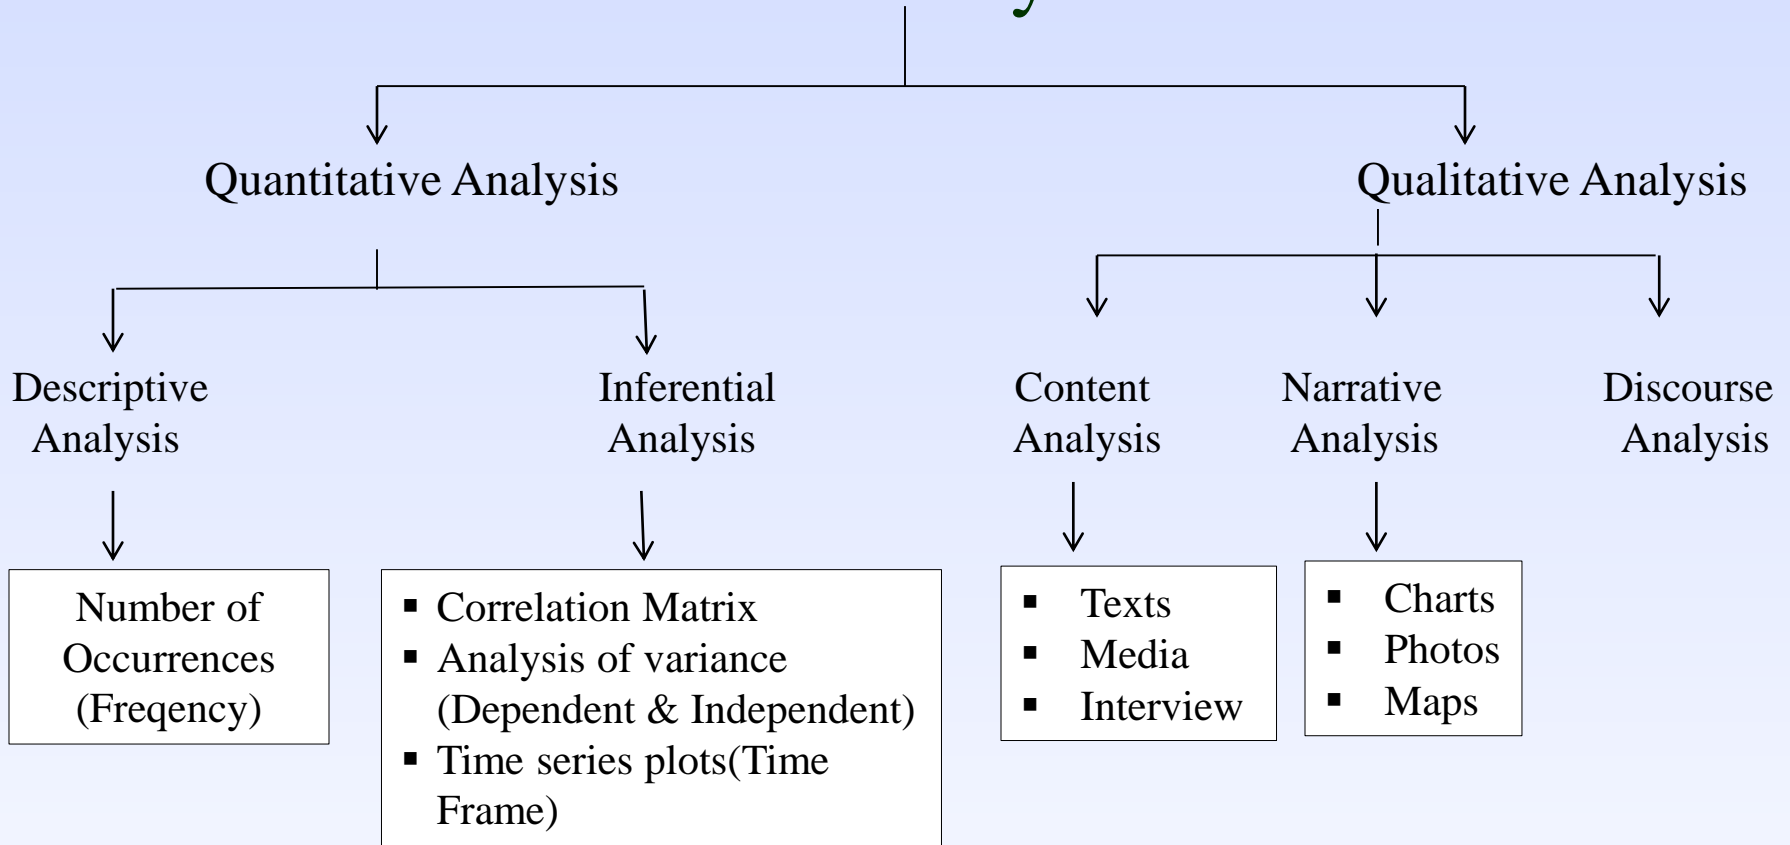 Quantitative Analysis
Qualitative Analysis
Descriptive
Analysis
Inferential
Analysis
Content
Analysis
Narrative
Analysis
Discourse
Analysis
Number of
Occurrences
(Freqency)
▪ Correlation Matrix
▪ Analysis of variance
(Dependent & Independent)
▪ Time series plots(Time
Frame)
▪ Texts
▪ Media
▪ Interview
▪ Charts
▪ Photos
▪ Maps